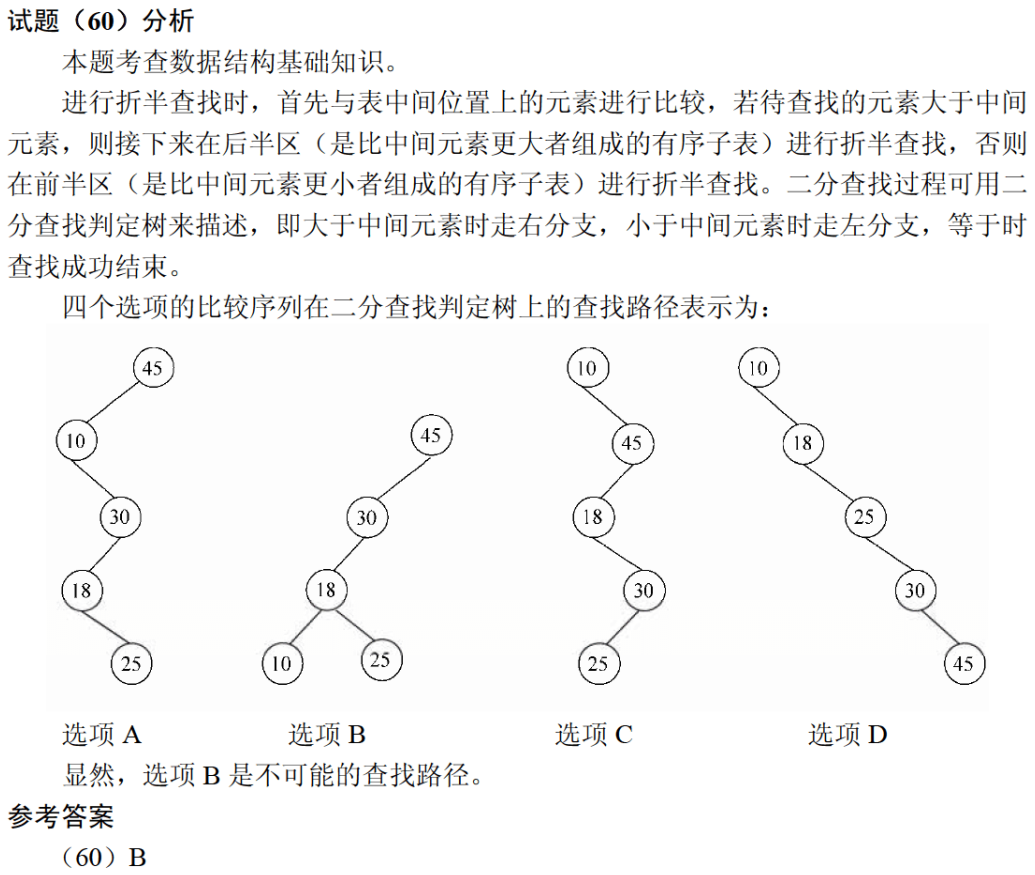 试题（60）分析
本题考查数据结构基础知识。
进行折半查找时，首先与表中间位置上的元素进行比较，若待查找的元素大于中间
元素，则接下来在后半区（是比中间元素更大者组成的有序子表）进行折半查找，否则
在前半区（是比中间元素更小者组成的有序子表）进行折半查找。二分查找过程可用二
分查找判定树来描述，即大于中间元素时走右分支，小于中间元素时走左分支，等于时
查找成功结束。
四个选项的比较序列在二分查找判定树上的查找路径表示为：
45
10
30
18
25
45
30
18
10
25
10
45
18
30
25
10
18
25
30
45
选项 A
选项 B
选项 C
选项 D
显然，选项 B 是不可能的查找路径。
参考答案
（60）B